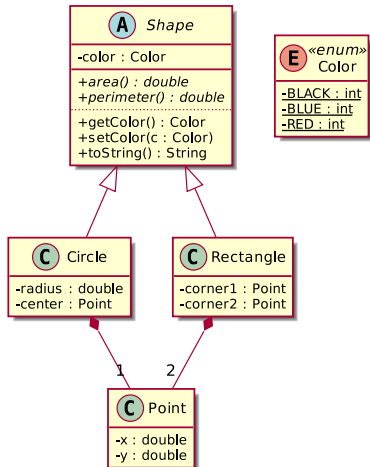 A Shape
-color : Color
+area() : double
+perimeter() : double
+getColor() : Color
+setColor(c : Color)
+toString() : String
E «enum»
Color
-BLACK : int
-BLUE : int
-RED : int
C Circle
-radius : double
-center : Point
C Rectangle
-corner1 : Point
-corner2 : Point
1
2
C Point
-x : double
-y : double